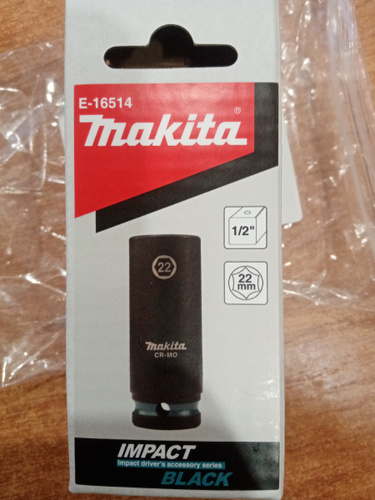 E-16514
makita®
1/2"
22
22
mm
makita
CR-MO
IMPACT
Impact driver's accessory series
BLACK